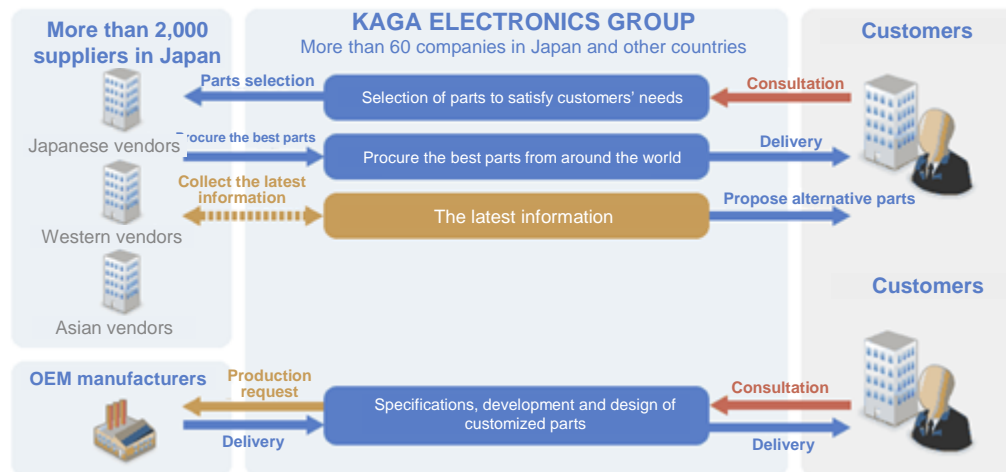 More than 2,000
suppliers in Japan
KAGA ELECTRONICS GROUP
More than 60 companies in Japan and other countries
Customers
Parts selection
Selection of parts to satisfy customers' needs
Consultation
Japanese vendors
rocure the best parts
Procure the best parts from around the world
Delivery
Collect the latest
information
The latest information
Propose alternative parts
Western vendors
Asian vendors
Customers
OEM manufacturers
Production
request
Delivery
Specifications, development and design of
customized parts
Consultation
Delivery